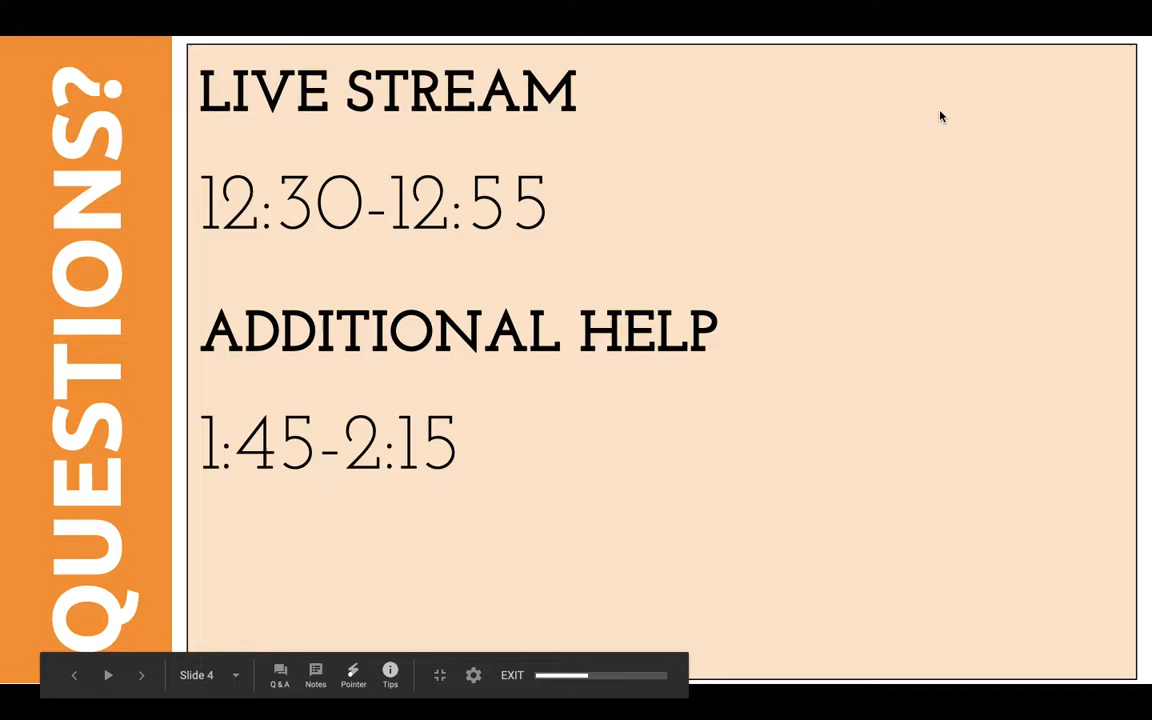 QUESTIONS?
LIVE STREAM
12:30-12:55
ADDITIONAL HELP
1:45-2:15
Slide 4
Q & A
Notes
Pointer
Tips
EXIT